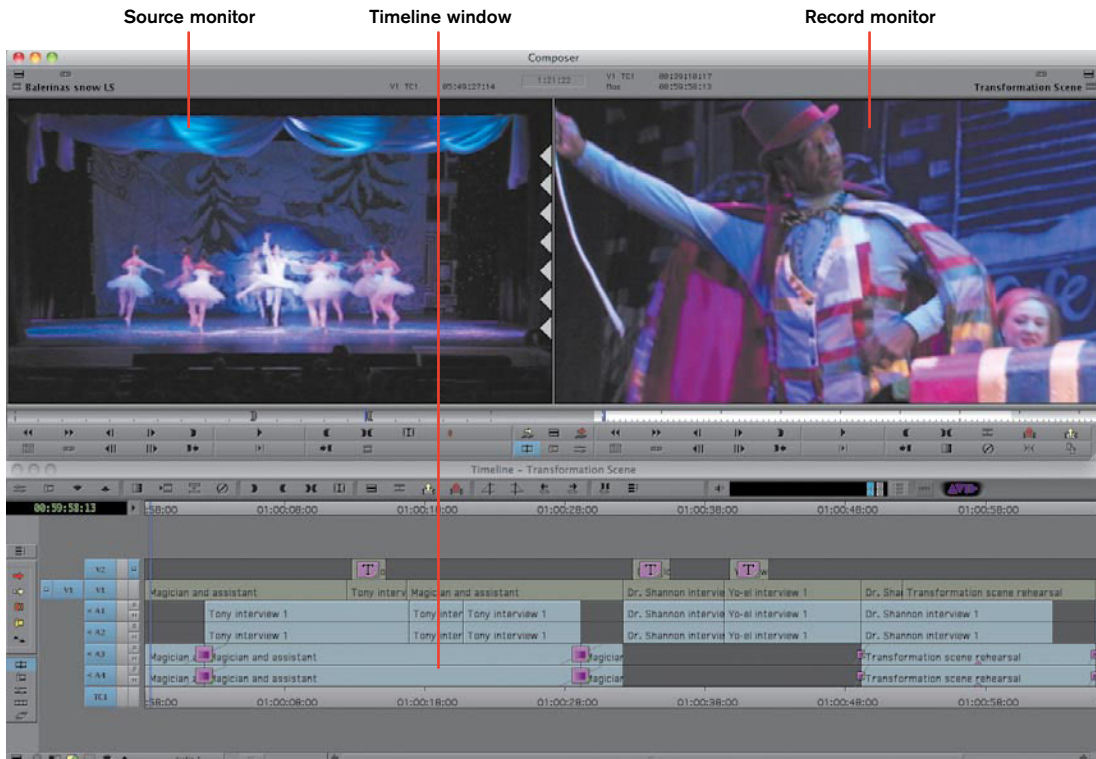 Source monitor
Timeline window
Record monitor
Composer
Balerinas snow LS
V1 TC1
05:49:27:14
1:21:22
V1 TC1 00:59:18:17
Mas 00:59:58:13
Transformation Scene
Timeline - Transformation Scene
AVID
00:59:58:13
:58:00
01:00:08:00
01:00:18:00
01:00:28:00
01:00:38:00
01:00:48:00
01:00:58:00
V2
T
T
T
V1 V1 Magician and assistant
Tony interv
Magician and assistant
Dr. Shannon intervie
Yo-el interview 1
Dr. Sha
Transformation scene rehearsal
A1 Tony interview 1
Tony inter
Tony interview 1
Dr. Shannon intervie
Yo-el interview 1
Dr. Shannon interview 1
A2 Tony interview 1
Tony inter
Tony interview 1
Dr. Shannon intervie
Yo-el interview 1
Dr. Shannon interview 1
A3 Magician
Magician and assistant
Magician
Transformation scene rehearsal
A4 Magician
Magician and assistant
Magician
Transformation scene rehearsal
TC1 :58:00
01:00:08:00
01:00:18:00
01:00:28:00
01:00:38:00
01:00:48:00
01:00:58:00